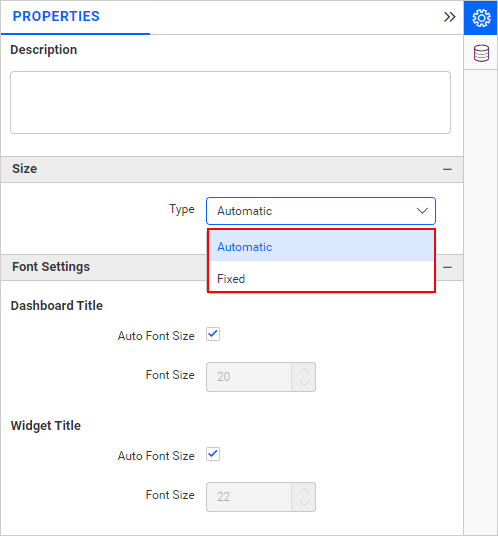 PROPERTIES
Description
Size
Type Automatic
Automatic
Fixed
Font Settings
Dashboard Title
Auto Font Size
Font Size 20
Widget Title
Auto Font Size
Font Size 22